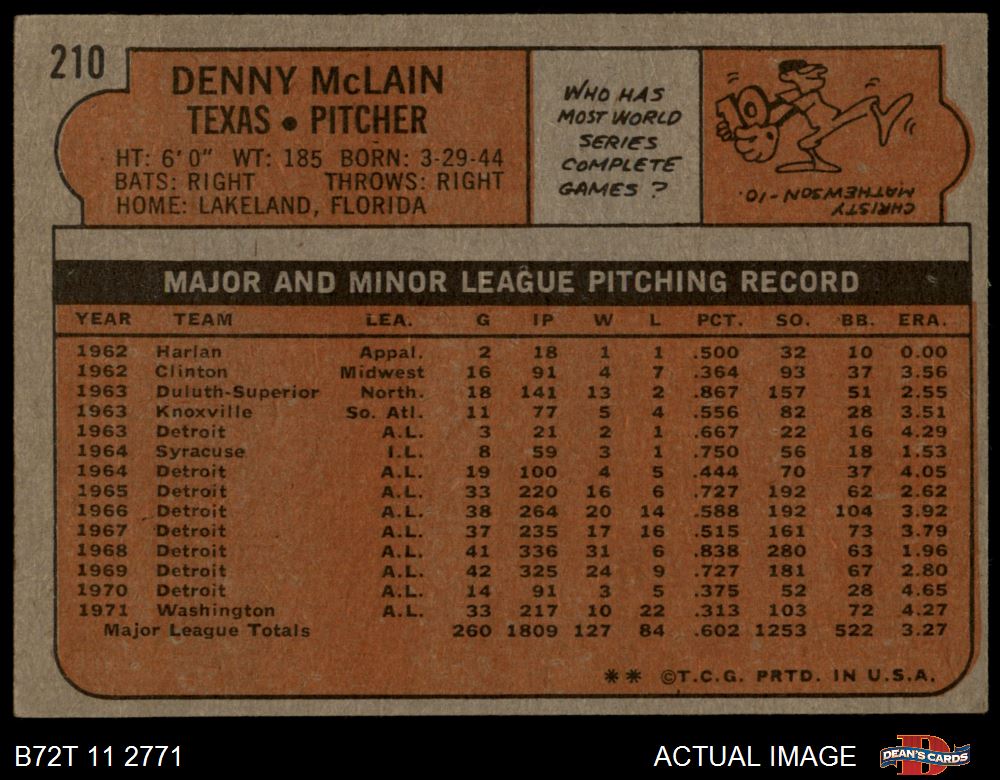 210
DENNY McLAIN
TEXAS • PITCHER
HT: 6'0" WT: 185 BORN: 3-29-44
BATS: RIGHT THROWS: RIGHT
HOME: LAKELAND, FLORIDA
WHO HAS
MOST WORLD
SERIES
COMPLETE
GAMES ?
10
CHRISTY
MATHEWSON-10.
MAJOR AND MINOR LEAGUE PITCHING RECORD
YEAR TEAM LEA. G IP W L PCT. SO. BB. ERA.
1962 Harlan Appal. 2 18 1 1 .500 32 10 0.00
1962 Clinton Midwest 16 91 4 7 .364 93 37 3.56
1963 Duluth-Superior North. 18 141 13 2 .867 157 51 2.55
1963 Knoxville So. Atl. 11 77 5 4 .556 82 28 3.51
1963 Detroit A.L. 3 21 2 1 .667 22 16 4.29
1964 Syracuse I.L. 8 59 3 1 .750 56 18 1.53
1964 Detroit A.L. 19 100 4 5 .444 70 37 4.05
1965 Detroit A.L. 33 220 16 6 .727 192 62 2.62
1966 Detroit A.L. 38 264 20 14 .588 192 104 3.92
1967 Detroit A.L. 37 235 17 16 .515 161 73 3.79
1968 Detroit A.L. 41 336 31 6 .838 280 63 1.96
1969 Detroit A.L. 42 325 24 9 .727 181 67 2.80
1970 Detroit A.L. 14 91 3 5 .375 52 28 4.65
1971 Washington A.L. 33 217 10 22 .313 103 72 4.27
Major League Totals 260 1809 127 84 .602 1253 522 3.27
** ©T.C.G. PRTD. IN U.S.A.
B72T 11 2771
ACTUAL IMAGE
D
DEAN'S CARDS